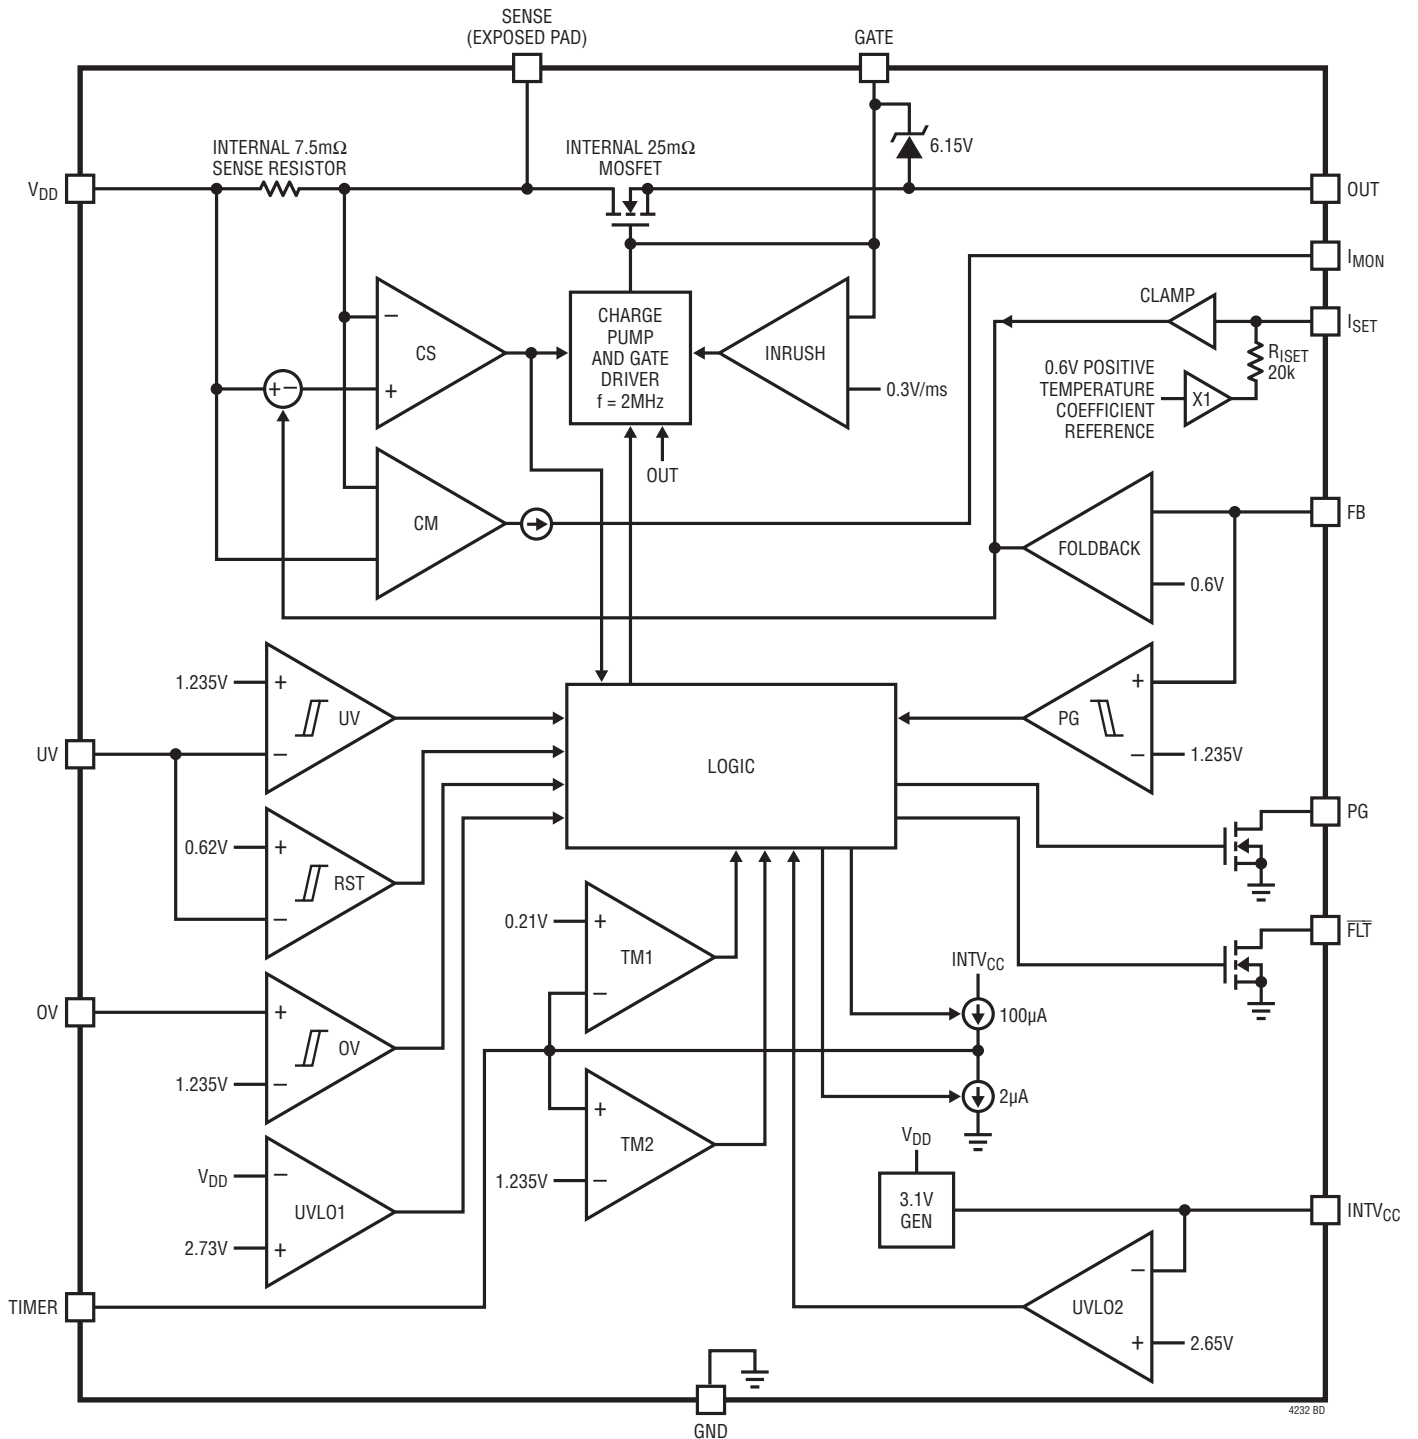 SENSE
(EXPOSED PAD)
GATE
INTERNAL 7.5mΩ
SENSE RESISTOR
INTERNAL 25mΩ
MOSFET
6.15V
VDD
OUT
IMON
CLAMP
ISET
RISET
20k
0.6V POSITIVE
TEMPERATURE
COEFFICIENT
REFERENCE
X1
−
CS
+
+−
CHARGE
PUMP
AND GATE
DRIVER
f = 2MHz
INRUSH
0.3V/ms
OUT
CM
FOLDBACK
FB
0.6V
1.235V
+
UV
−
UV
LOGIC
+
PG
−
1.235V
0.62V
+
RST
−
PG
0.21V
+
TM1
−
FLT
INTVCC
100µA
OV
+
OV
1.235V
−
+
TM2
1.235V
−
2µA
VDD
3.1V
GEN
INTVCC
VDD
−
UVLO1
2.73V
+
TIMER
−
UVLO2
+
2.65V
GND
4232 BD